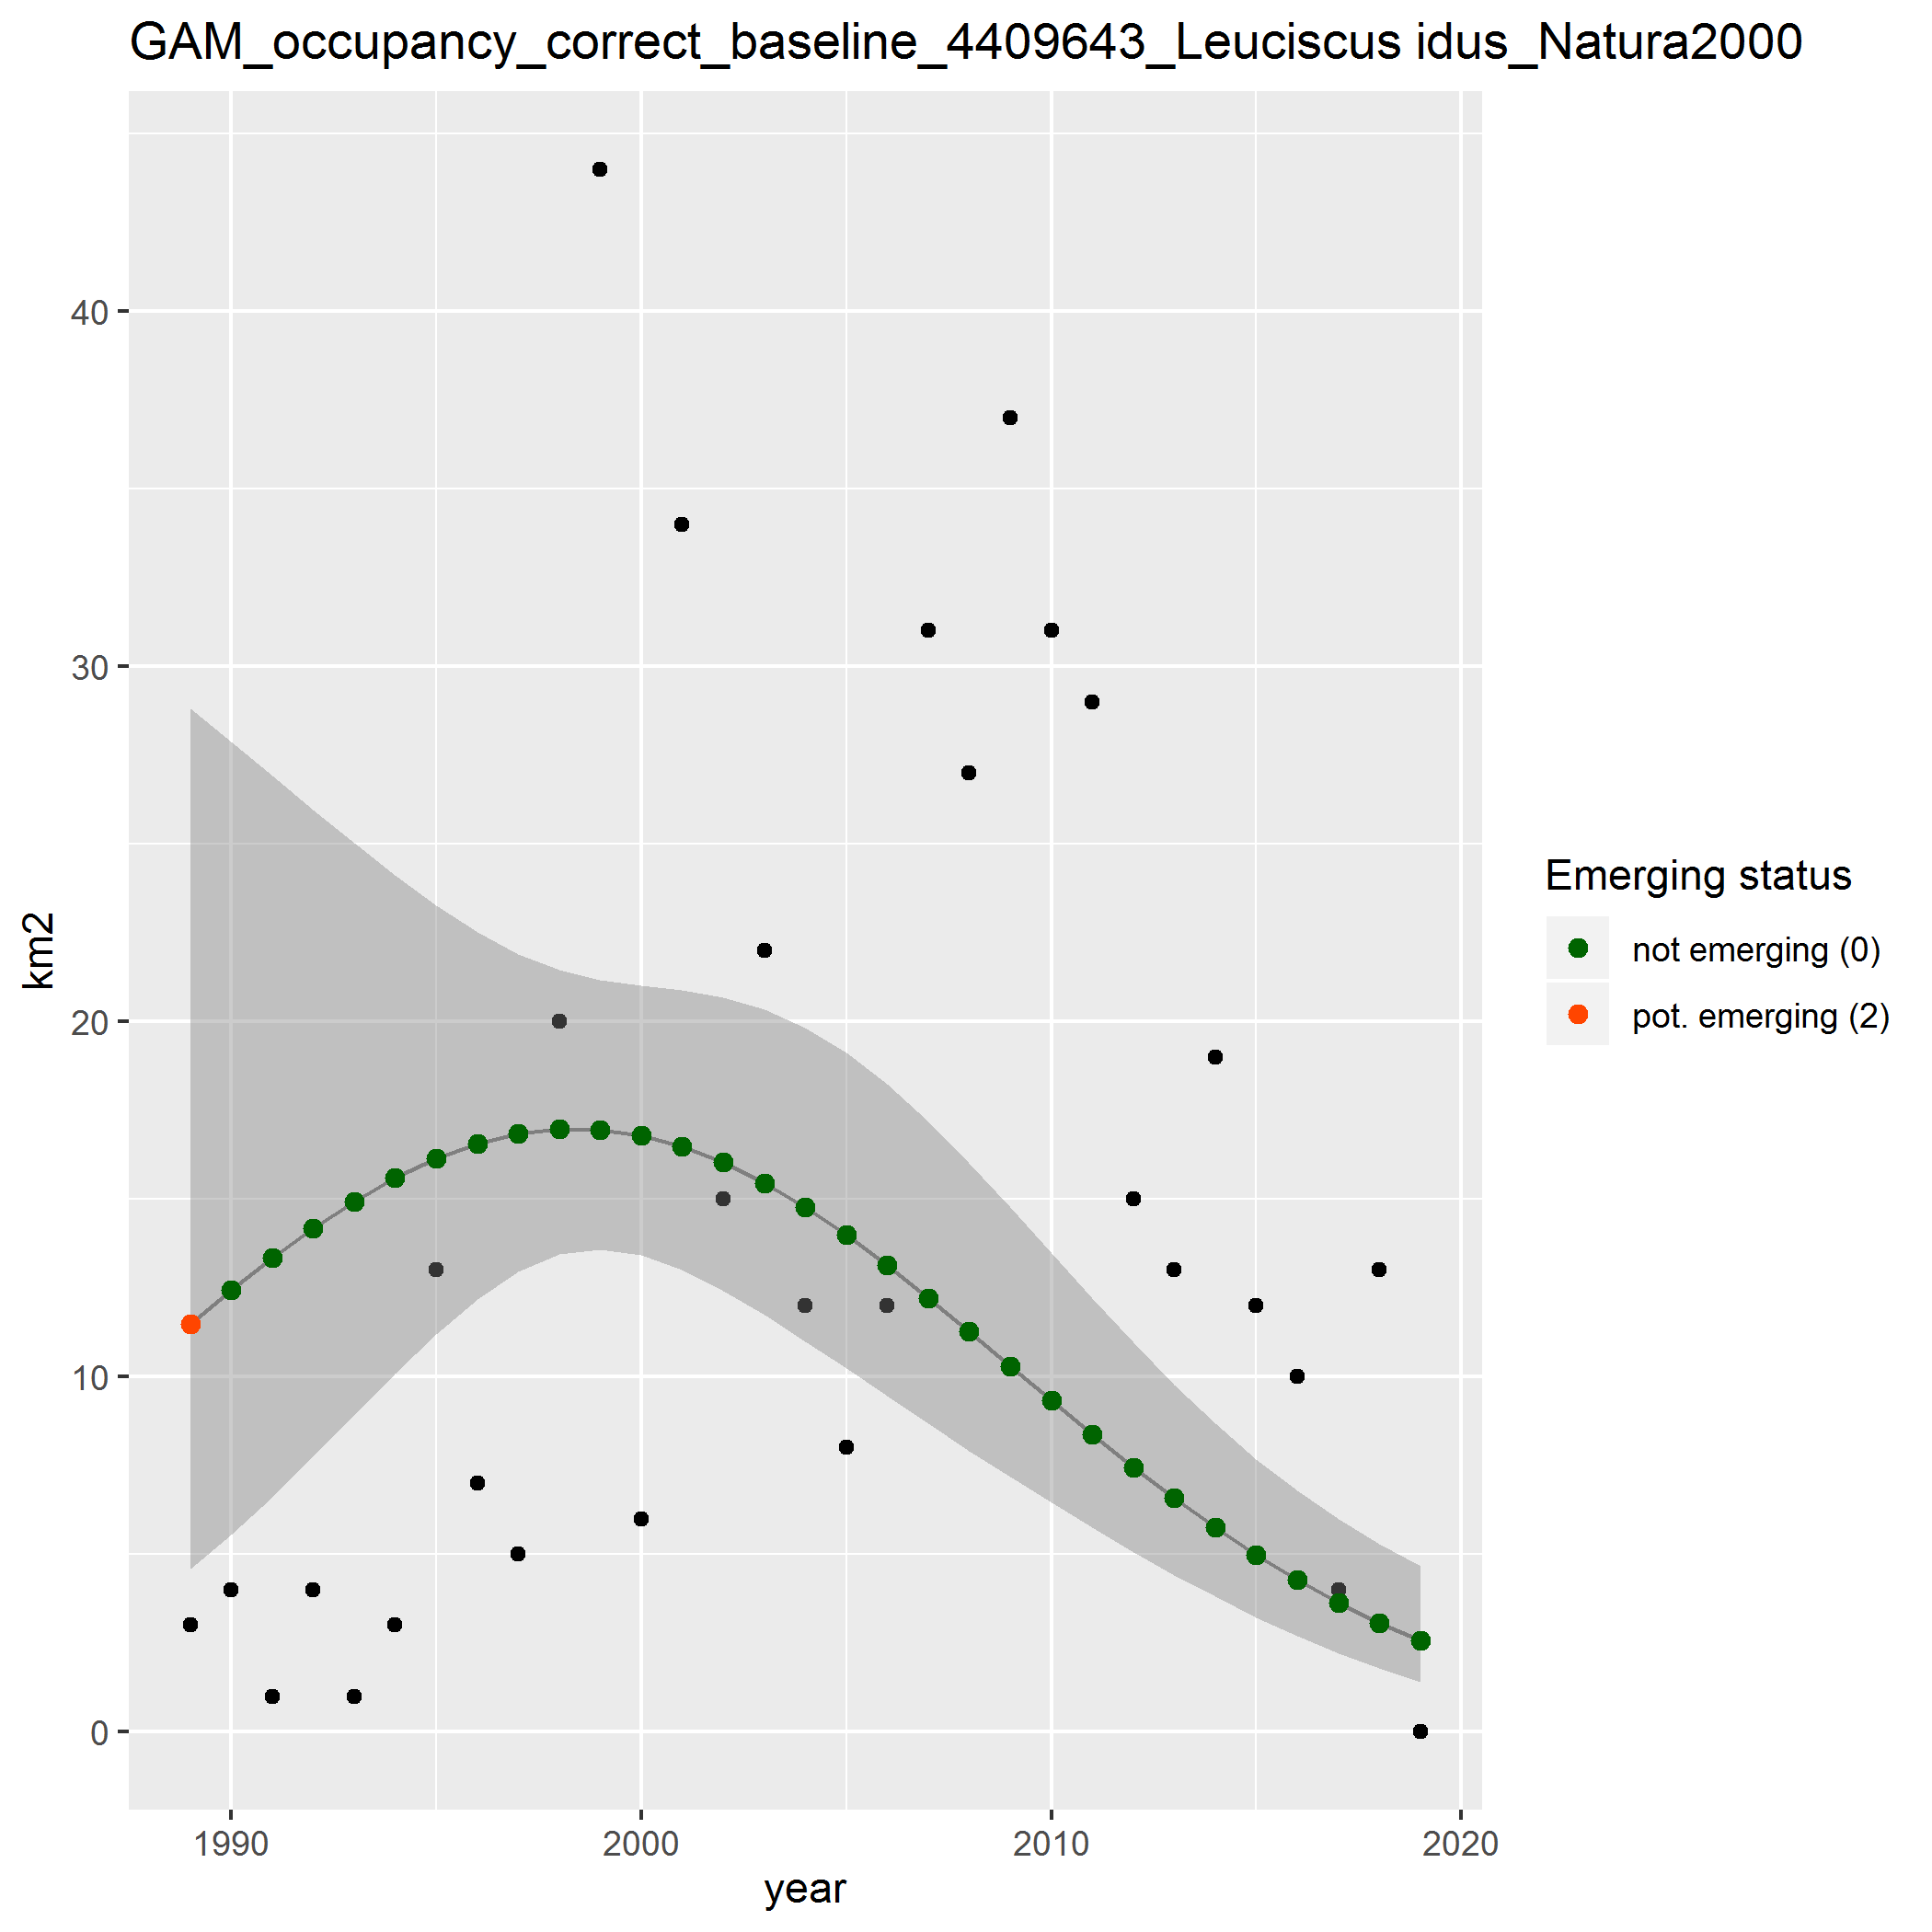 GAM_occupancy_correct_baseline_4409643_Leuciscus idus_Natura2000
40
30
20
10
0
km2
1990 2000 2010 2020
year
Emerging status
not emerging (0)
pot. emerging (2)